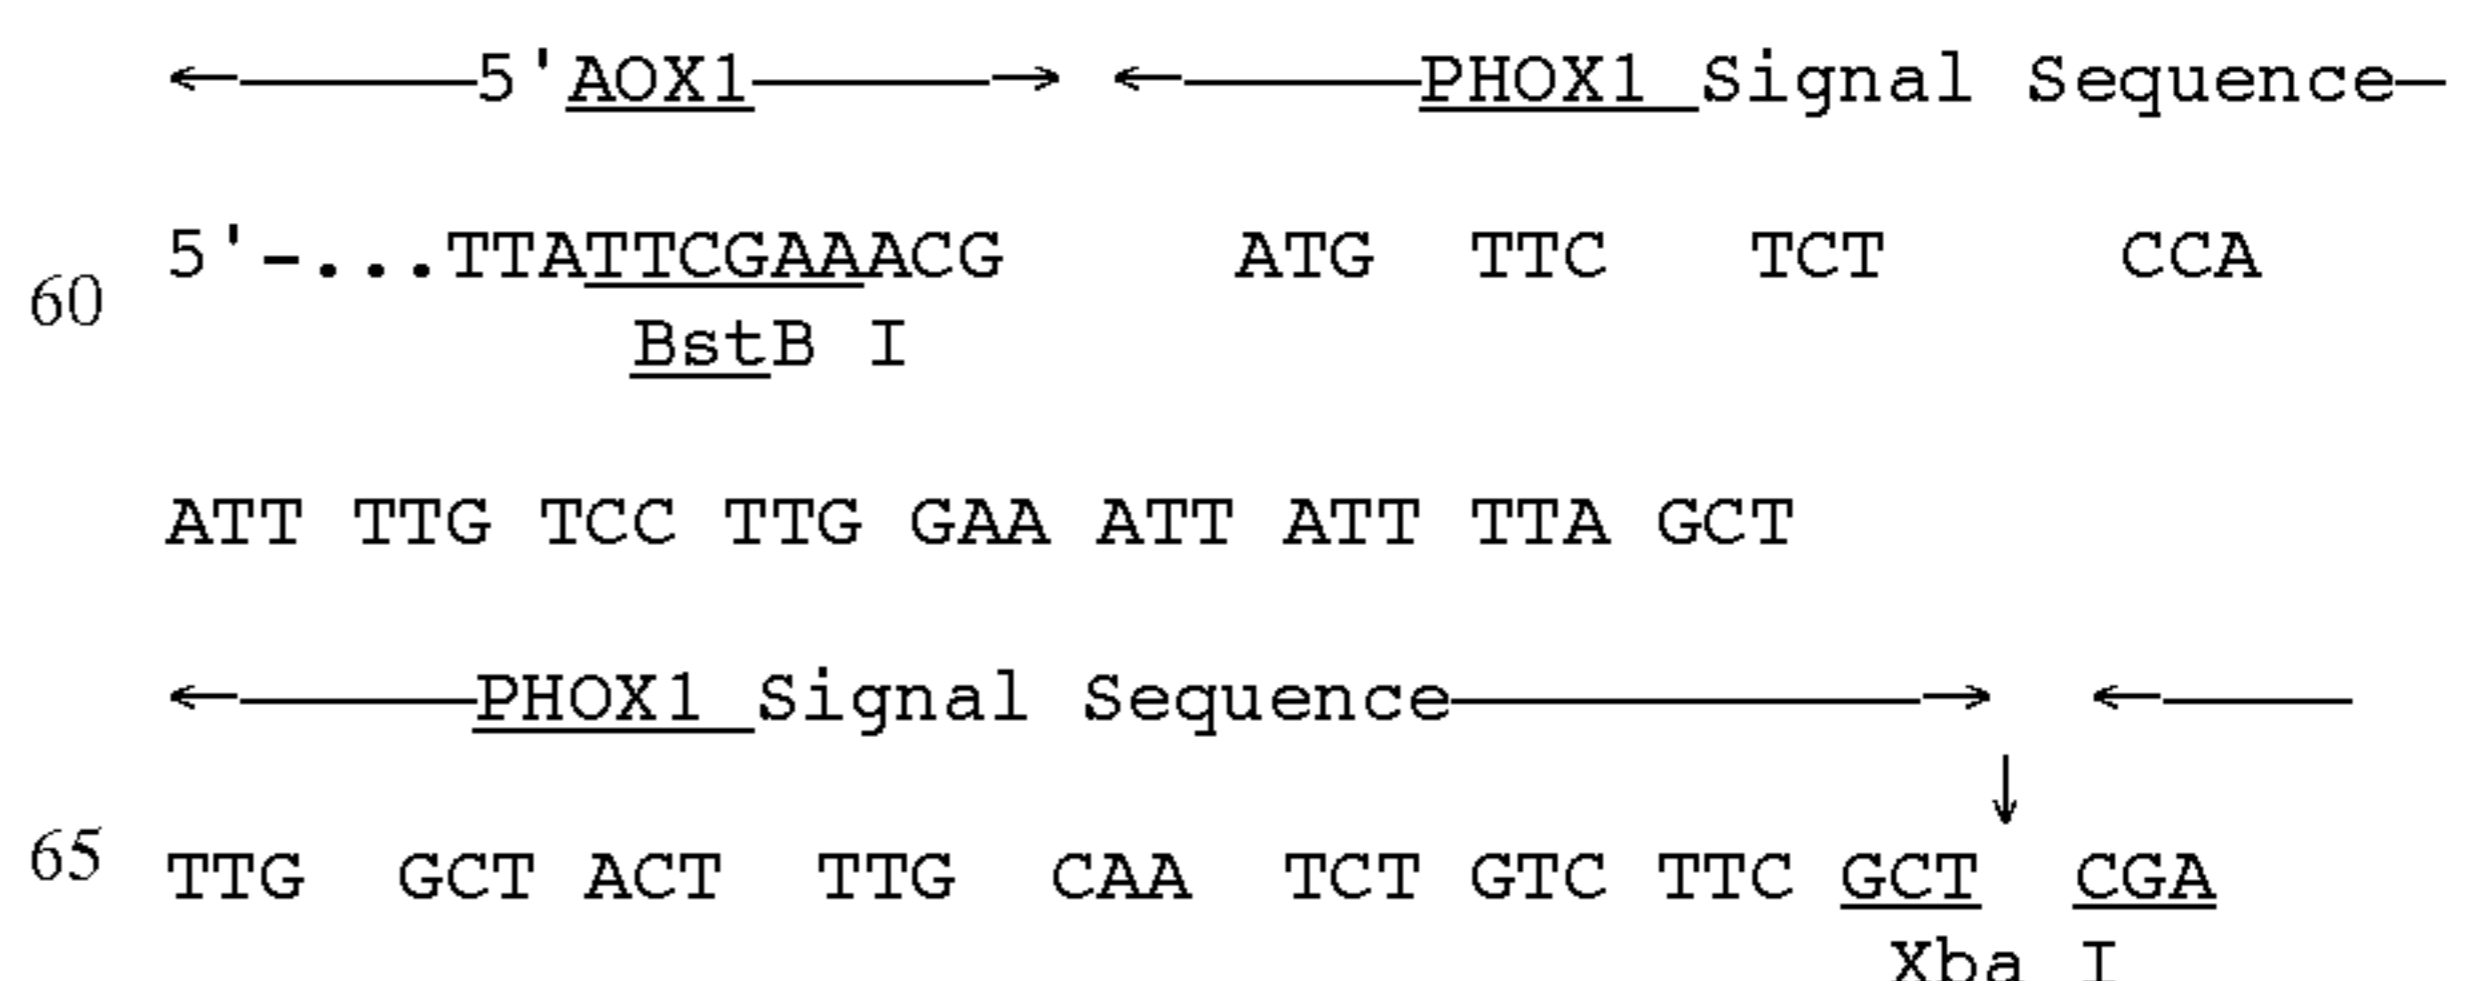 ←———5'AOX1———→ ←———PHOX1 Signal Sequence—
60 5'-...TTATTCGAAACG ATG TTC TCT CCA
BstB I
ATT TTG TCC TTG GAA ATT ATT TTA GCT
←———PHOX1 Signal Sequence———→ ←———
↓
65 TTG GCT ACT TTG CAA TCT GTC TTC GCT CGA
Xba I